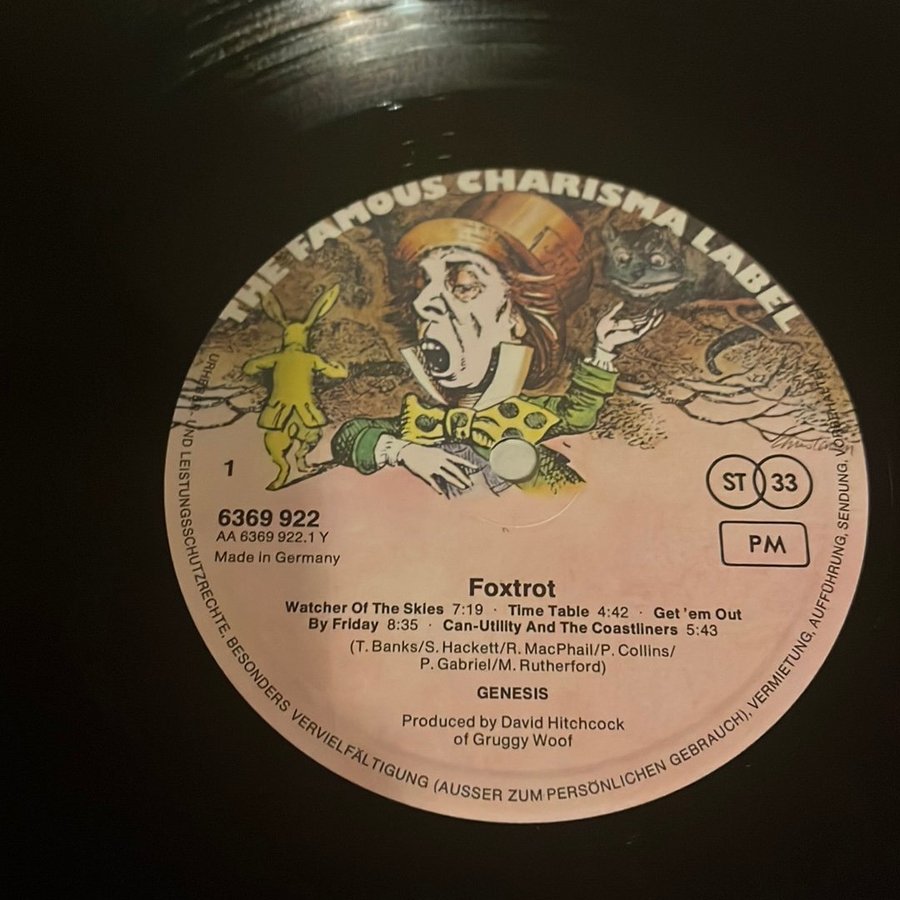 THE FAMOUS CHARISMA LABEL
1
6369 922
AA 6369 922.1 Y
Made in Germany
ST 33
PM
Foxtrot
Watcher Of The Skies 7:19 · Time Table 4:42 · Get 'em Out
By Friday 8:35 · Can-Utility And The Coastliners 5:43
(T. Banks/S. Hackett/R. MacPhail/P. Collins/
P. Gabriel/M. Rutherford)
GENESIS
Produced by David Hitchcock
of Gruggy Woof
URHEBER- UND LEISTUNGSSCHUTZRECHTE, BESONDERS VERVIELFÄLTIGUNG (AUSSER ZUM PERSÖNLICHEN GEBRAUCH), VERMIETUNG, AUFFÜHRUNG, SENDUNG, VORBEHALTEN